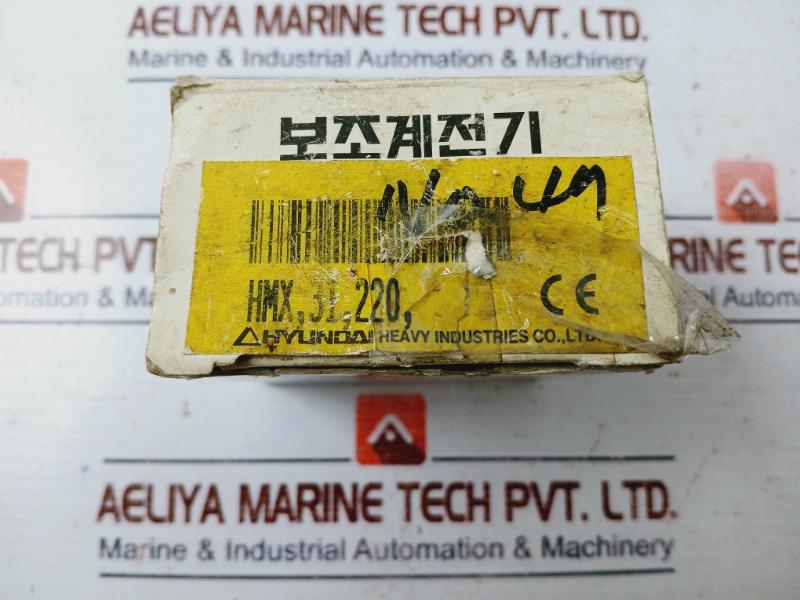 AELIYA MARINE TECH PVT. LTD.
Marine & Industrial Automation & Machinery
보조계전기
HMX,31,220,
CE
HYUNDAI HEAVY INDUSTRIES CO.,LTD.
AELIYA MARINE TECH PVT. LTD.
Marine & Industrial Automation & Machinery